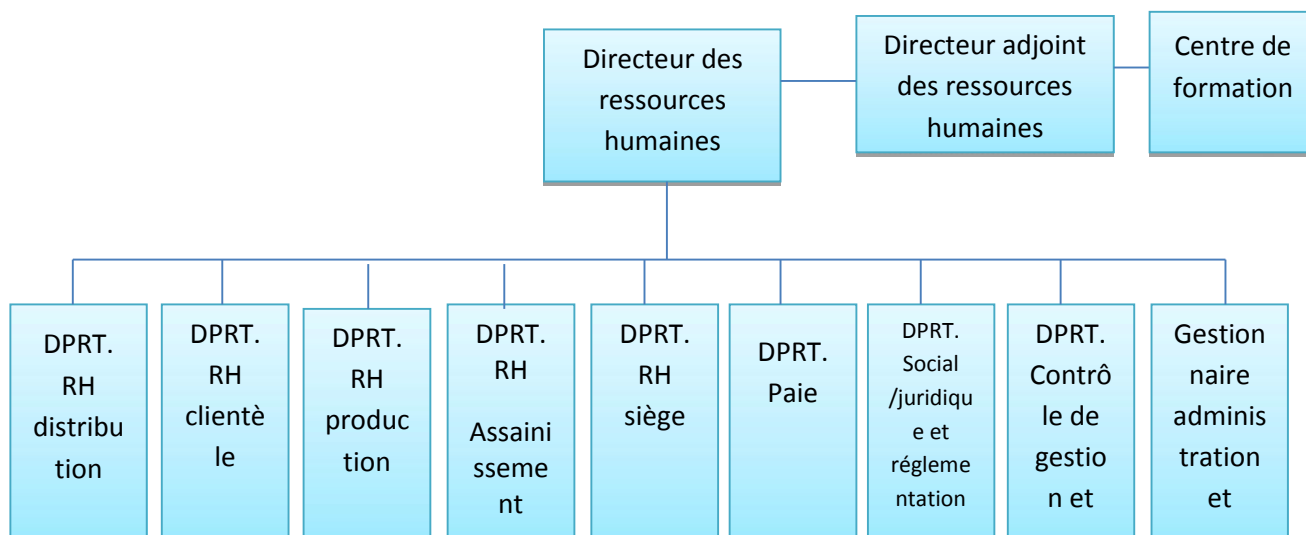 Directeur des
ressources
humaines
Directeur adjoint
des ressources
humaines
Centre de
formation
DPRT.
RH
distribu
tion
DPRT.
RH
clientè
le
DPRT.
RH
produc
tion
DPRT.
RH
Assaini
sseme
nt
DPRT.
RH
siège
DPRT.
Paie
DPRT.
Social
/juridiqu
e et
régleme
ntation
DPRT.
Contrô
le de
gestio
n et
Gestion
naire
adminis
tration
et